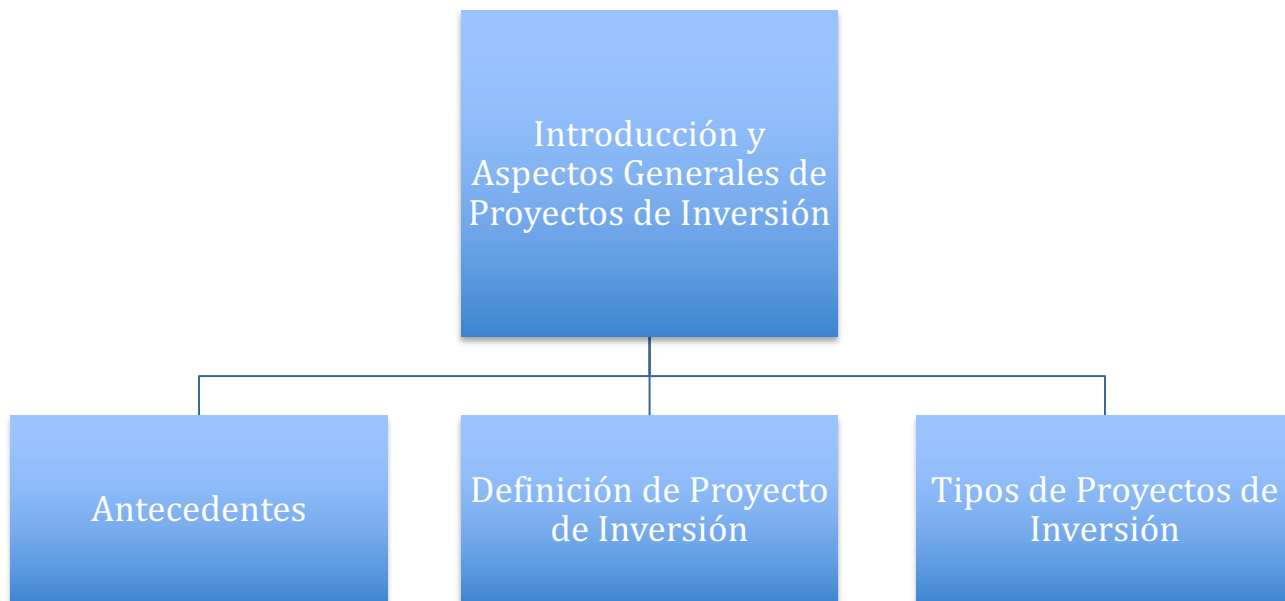 Introducción y
Aspectos Generales de
Proyectos de Inversión
Antecedentes
Definición de Proyecto
de Inversión
Tipos de Proyectos de
Inversión